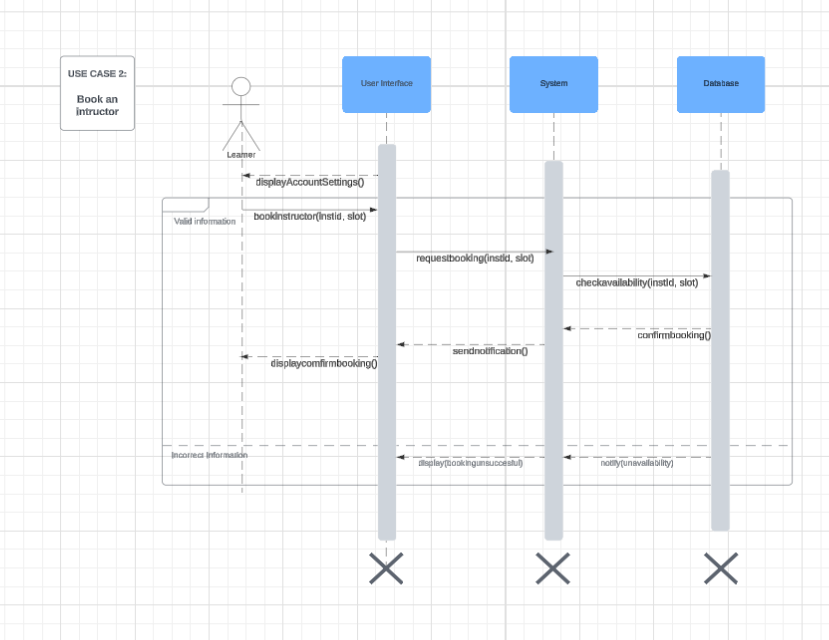 USE CASE 2:
Book an
intructor
User Interface
System
Database
Learner
displayAccountSettings()
Valid information
bookinstructor(instid, slot)
requestbooking(instId, slot)
checkavailability(instId, slot)
confirmbooking()
sendnotification()
displaycomfirmbooking()
Incorrect Information
display(bookingunsuccesful)
notify(unavailability)